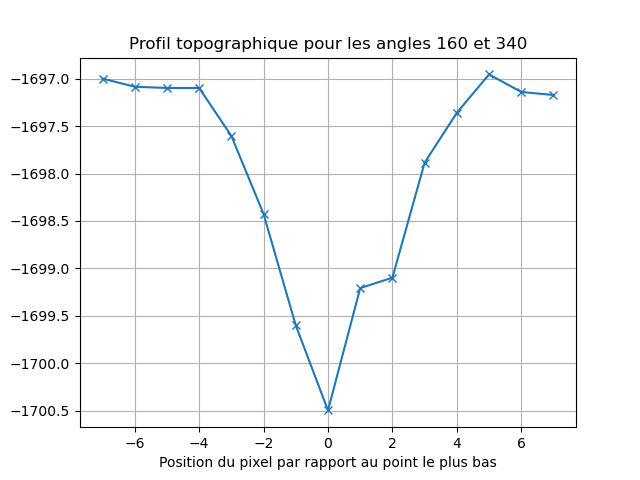 Profil topographique pour les angles 160 et 340
−1697.0
−1697.5
−1698.0
−1698.5
−1699.0
−1699.5
−1700.0
−1700.5
−6 −4 −2 0 2 4 6
Position du pixel par rapport au point le plus bas